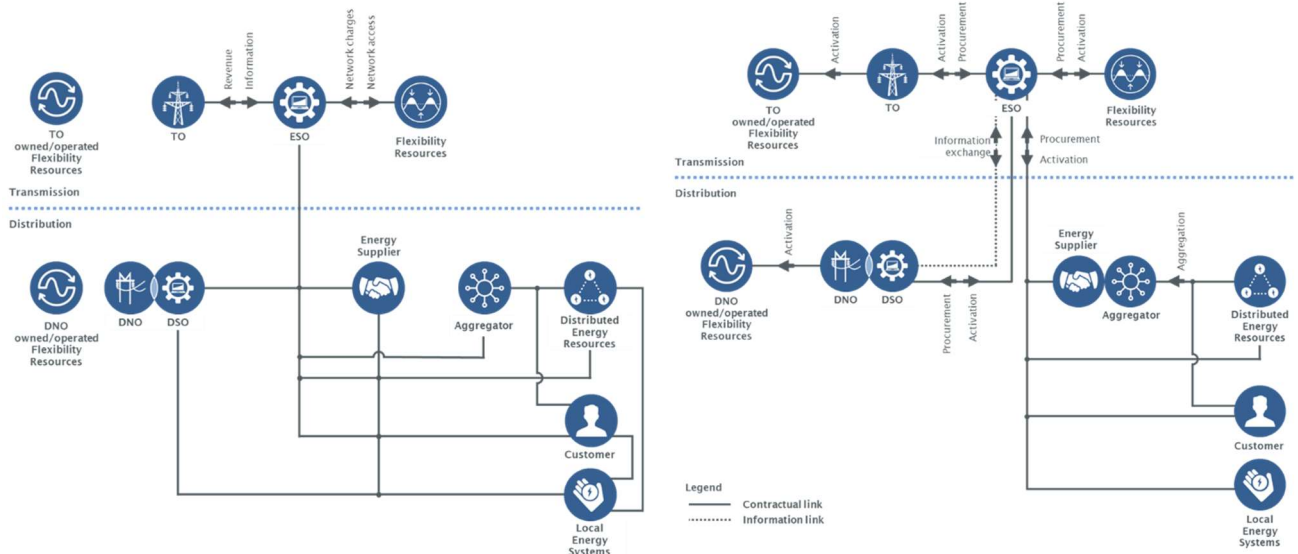 Revenue
Information
Network charges
Network access
TO
owned/operated
Flexibility
Resources
TO
ESO
Flexibility
Resources
Transmission
Distribution
Energy
Supplier
DNO
owned/operated
Flexibility
Resources
DNO
DSO
Aggregator
Distributed
Energy
Resources
Customer
Local
Energy
Systems
Activation
Activation
Procurement
Procurement
Activation
TO
owned/operated
Flexibility
Resources
TO
ESO
Flexibility
Resources
Information
exchange
Procurement
Activation
Transmission
Distribution
Activation
Energy
Supplier
Aggregation
DNO
owned/operated
Flexibility
Resources
DNO
DSO
Procurement
Activation
Aggregator
Distributed
Energy
Resources
Customer
Local
Energy
Systems
Legend
Contractual link
Information link